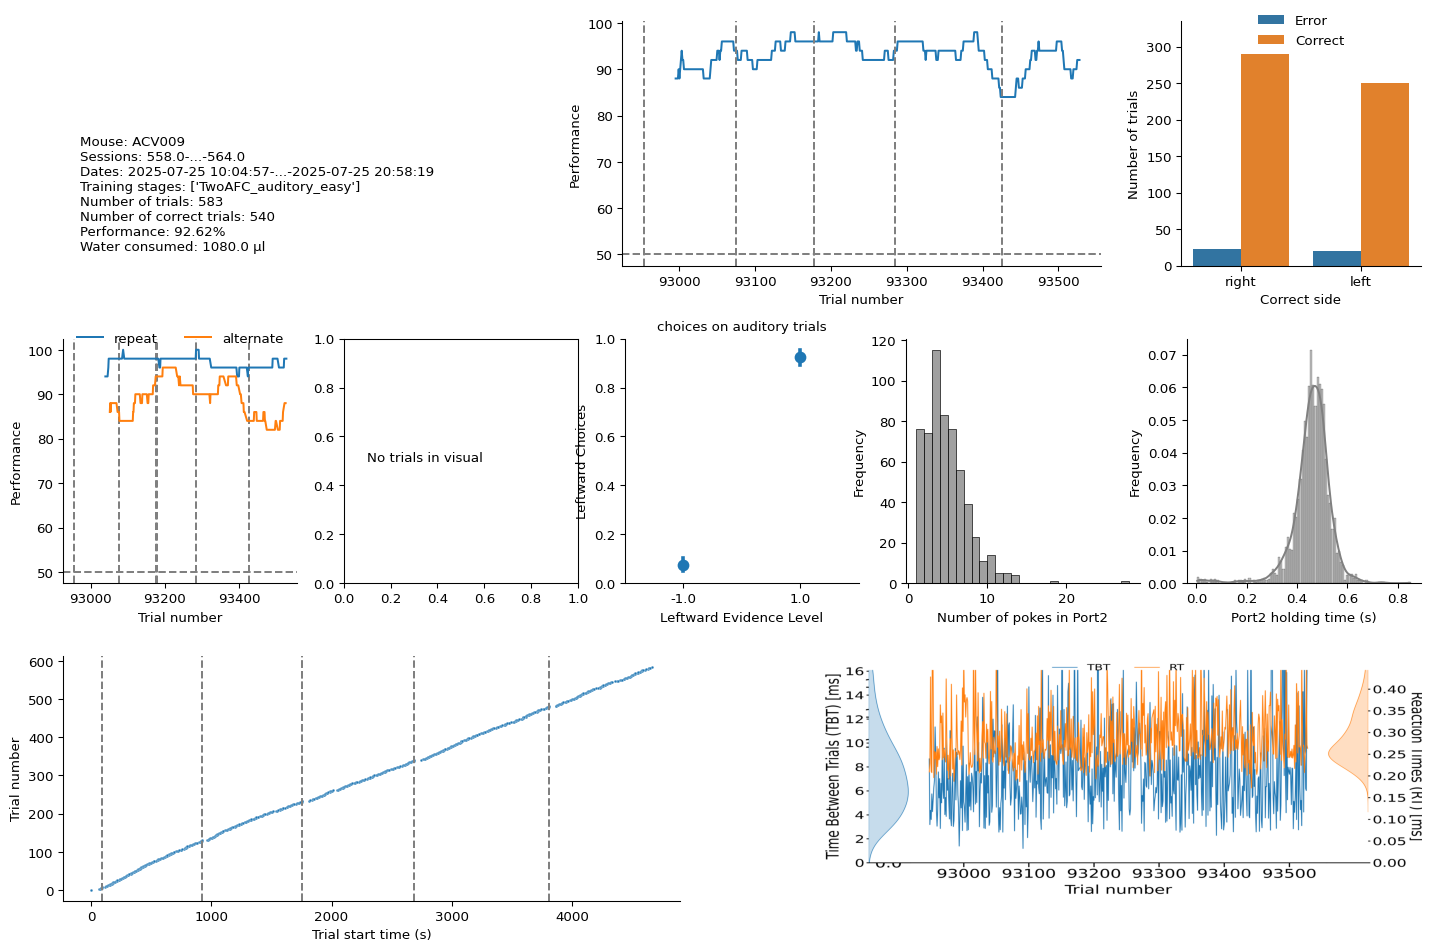 Mouse: ACV009
Sessions: 558.0-...-564.0
Dates: 2025-07-25 10:04:57-...-2025-07-25 20:58:19
Training stages: ['TwoAFC_auditory_easy']
Number of trials: 583
Number of correct trials: 540
Performance: 92.62%
Water consumed: 1080.0 µl
Performance
100
90
80
70
60
50
93000 93100 93200 93300 93400 93500
Trial number
Error
Correct
Number of trials
300
250
200
150
100
50
0
right left
Correct side
repeat alternate
Performance
100
90
80
70
60
50
93000 93200 93400
Trial number
1.0
0.8
0.6
0.4
0.2
0.0
No trials in visual
0.0 0.2 0.4 0.6 0.8 1.0
choices on auditory trials
Leftward Choices
1.0
0.8
0.6
0.4
0.2
0.0
-1.0 1.0
Leftward Evidence Level
Frequency
120
100
80
60
40
20
0
0 10 20
Number of pokes in Port2
Frequency
0.07
0.06
0.05
0.04
0.03
0.02
0.01
0.00
0.0 0.2 0.4 0.6 0.8
Port2 holding time (s)
Trial number
600
500
400
300
200
100
0
0 1000 2000 3000 4000
Trial start time (s)
TBT RT
Time Between Trials (TBT) [ms]
16
14
12
10
8
6
4
2
0
0.0
93000 93100 93200 93300 93400 93500
Trial number
0.40
0.35
0.30
0.25
0.20
0.15
0.10
0.05
0.00
Reaction Times (RT) [ms]